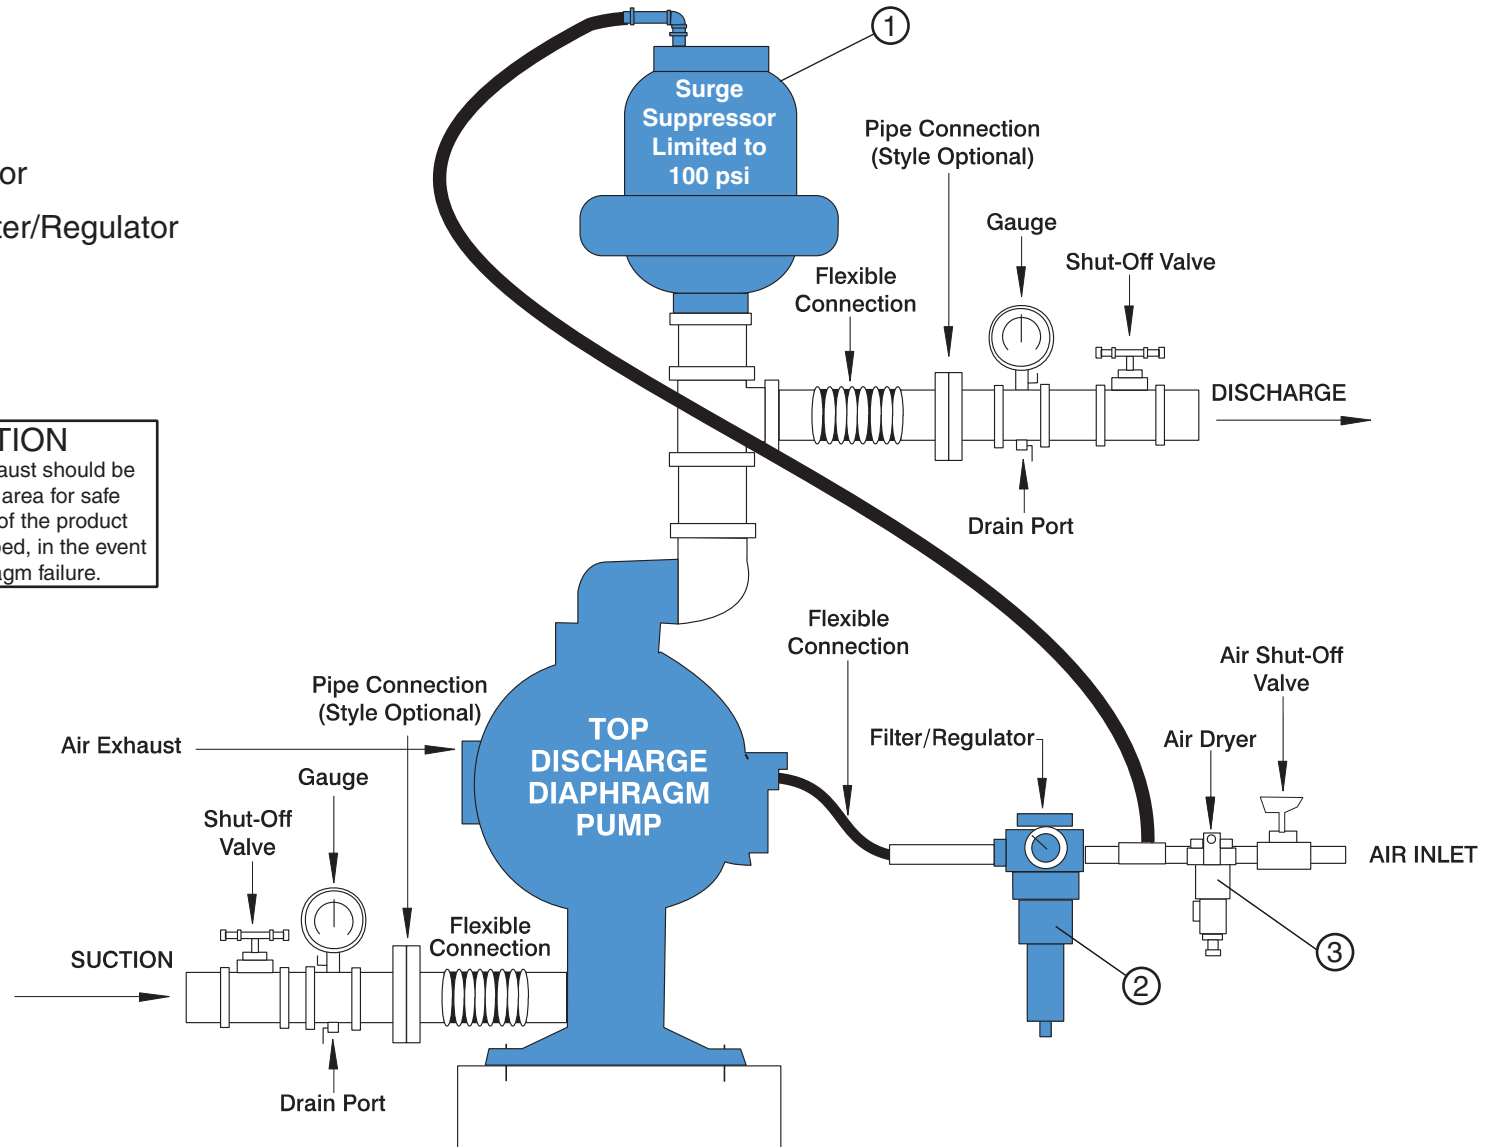 1
Surge
Suppressor
Limited to
100 psi
Pipe Connection
(Style Optional)
or
ter/Regulator
Gauge
Shut-Off Valve
Flexible
Connection
DISCHARGE
TION
aust should be
area for safe
of the product
ped, in the event
agm failure.
Drain Port
Flexible
Connection
Air Shut-Off
Valve
Pipe Connection
(Style Optional)
Air Exhaust
TOP
DISCHARGE
DIAPHRAGM
PUMP
Filter/Regulator
Air Dryer
Gauge
Shut-Off
Valve
AIR INLET
Flexible
Connection
SUCTION
3
2
Drain Port